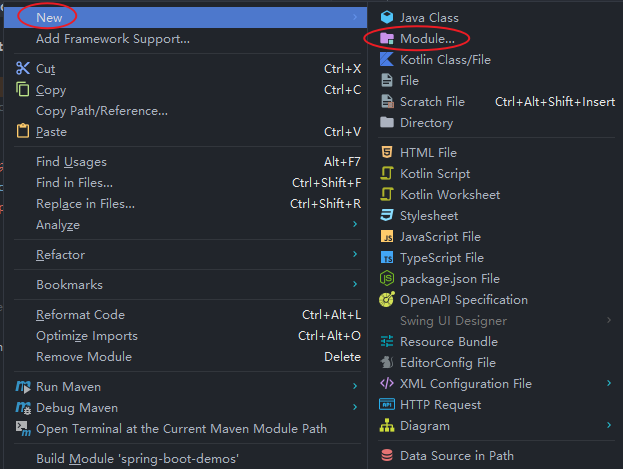 New
Add Framework Support...
Cut Ctrl+X
Copy Ctrl+C
Copy Path/Reference...
Paste Ctrl+V
Find Usages Alt+F7
Find in Files... Ctrl+Shift+F
Replace in Files... Ctrl+Shift+R
Analyze
Refactor
Bookmarks
Reformat Code Ctrl+Alt+L
Optimize Imports Ctrl+Alt+O
Remove Module Delete
Run Maven
Debug Maven
Open Terminal at the Current Maven Module Path
Build Module 'spring-boot-demos'
Java Class
Module...
Kotlin Class/File
File
Scratch File Ctrl+Alt+Shift+Insert
Directory
HTML File
Kotlin Script
Kotlin Worksheet
Stylesheet
JavaScript File
TypeScript File
package.json File
OpenAPI Specification
Swing UI Designer
Resource Bundle
EditorConfig File
XML Configuration File
HTTP Request
Diagram
Data Source in Path